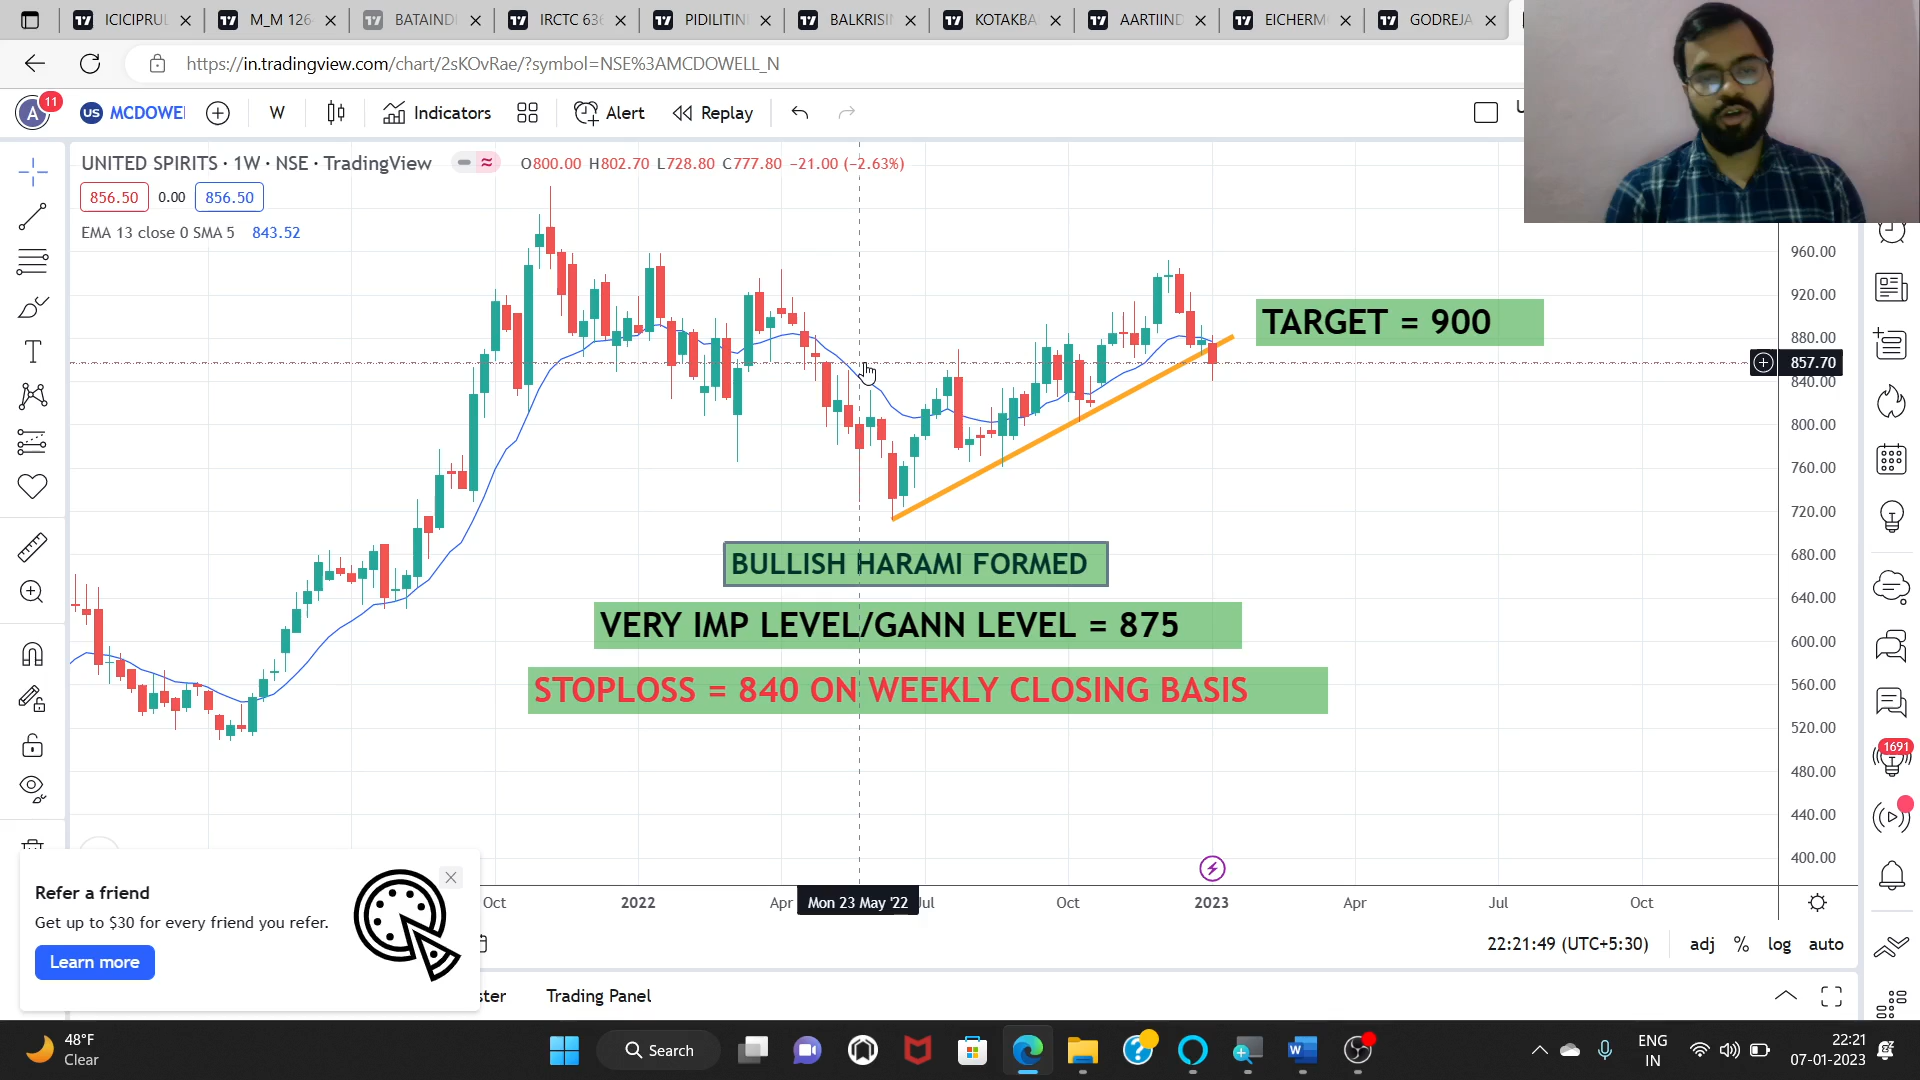 ICICIPRUL
M_M 126
BATAINDI
IRCTC 636
PIDILITIN
BALKRISI
KOTAKBA
AARTIIND
EICHERM
GODREJA
https://in.tradingview.com/chart/2sKOvRae/?symbol=NSE%3AMCDOWELL_N
A 11 US MCDOWEL W Indicators Alert Replay U
UNITED SPIRITS · 1W · NSE · TradingView O800.00 H802.70 L728.80 C777.80 −21.00 (−2.63%)
856.50 0.00 856.50
EMA 13 close 0 SMA 5 843.52
960.00
920.00
TARGET = 900
880.00
857.70
840.00
800.00
760.00
720.00
680.00
BULLISH HARAMI FORMED
640.00
VERY IMP LEVEL/GANN LEVEL = 875
600.00
560.00
STOPLOSS = 840 ON WEEKLY CLOSING BASIS
520.00
480.00
440.00
400.00
1691
Oct 2022 Apr Mon 23 May '22 Jul Oct 2023 Apr Jul Oct
Refer a friend
Get up to $30 for every friend you refer.
Learn more
22:21:49 (UTC+5:30) adj % log auto
ster Trading Panel
48°F
Clear
Search
ENG
IN
22:21
07-01-2023